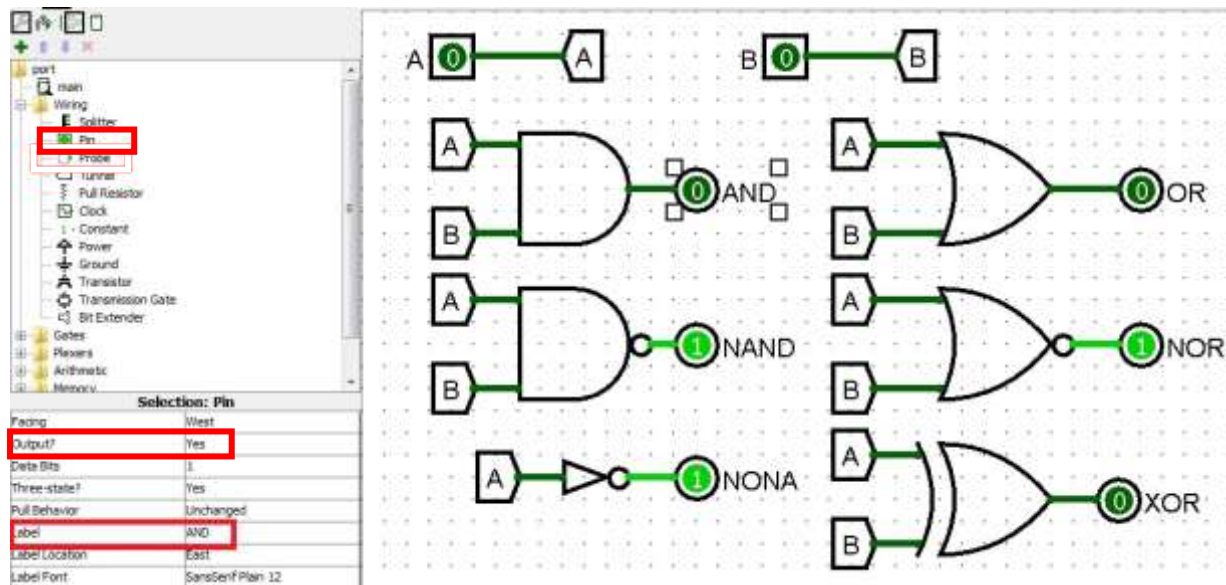 port
main
Wiring
Splitter
Pin
Probe
Tunnel
Pull Resistor
Clock
1 Constant
Power
Ground
Transistor
Transmission Gate
Bit Extender
Gates
Plexers
Arithmetic
Memory
Selection: Pin
Facing West
Output? Yes
Data Bits 1
Three-state? Yes
Pull Behavior Unchanged
Label AND
Label Location East
Label Font SansSerif Plain 12
A 0 A
B 0 B
A
B
0 AND
A
B
0 OR
A
B
1 NAND
A
B
1 NOR
A 1 NONA
A
B
0 XOR